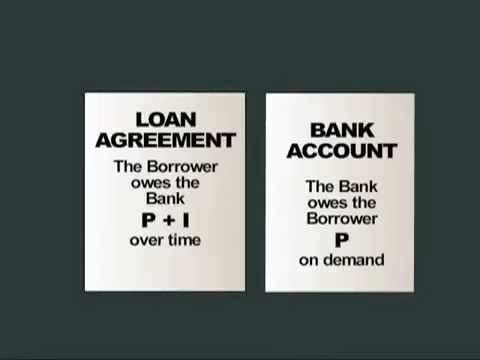 LOAN
AGREEMENT
The Borrower
owes the
Bank
P + I
over time
BANK
ACCOUNT
The Bank
owes the
Borrower
P
on demand